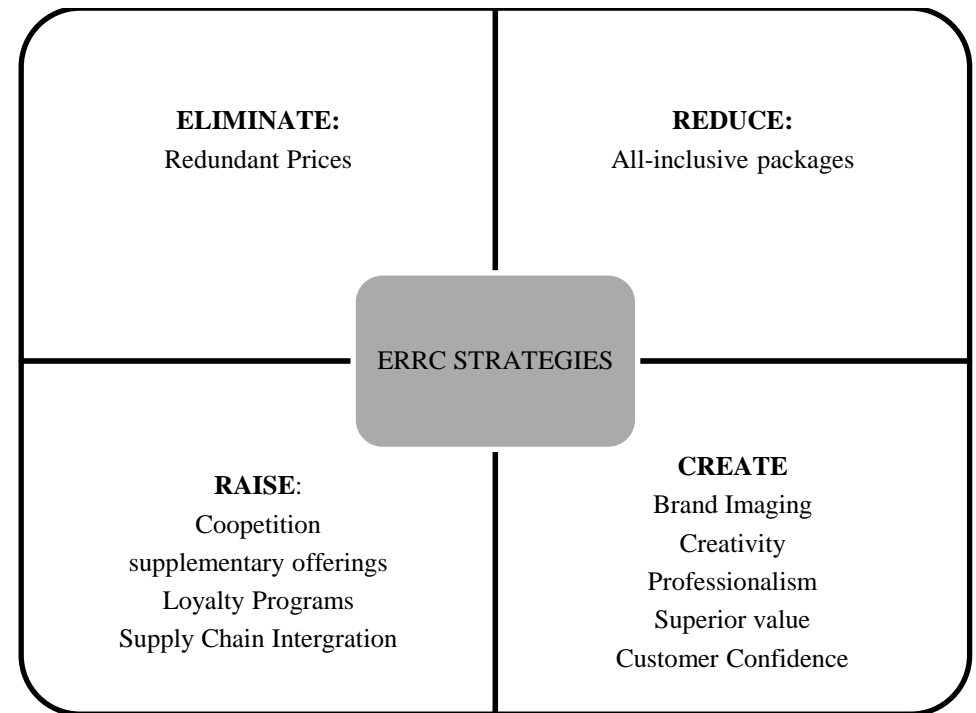 ELIMINATE:
Redundant Prices
REDUCE:
All-inclusive packages
ERRC STRATEGIES
RAISE:
Coopetition
supplementary offerings
Loyalty Programs
Supply Chain Intergration
CREATE
Brand Imaging
Creativity
Professionalism
Superior value
Customer Confidence